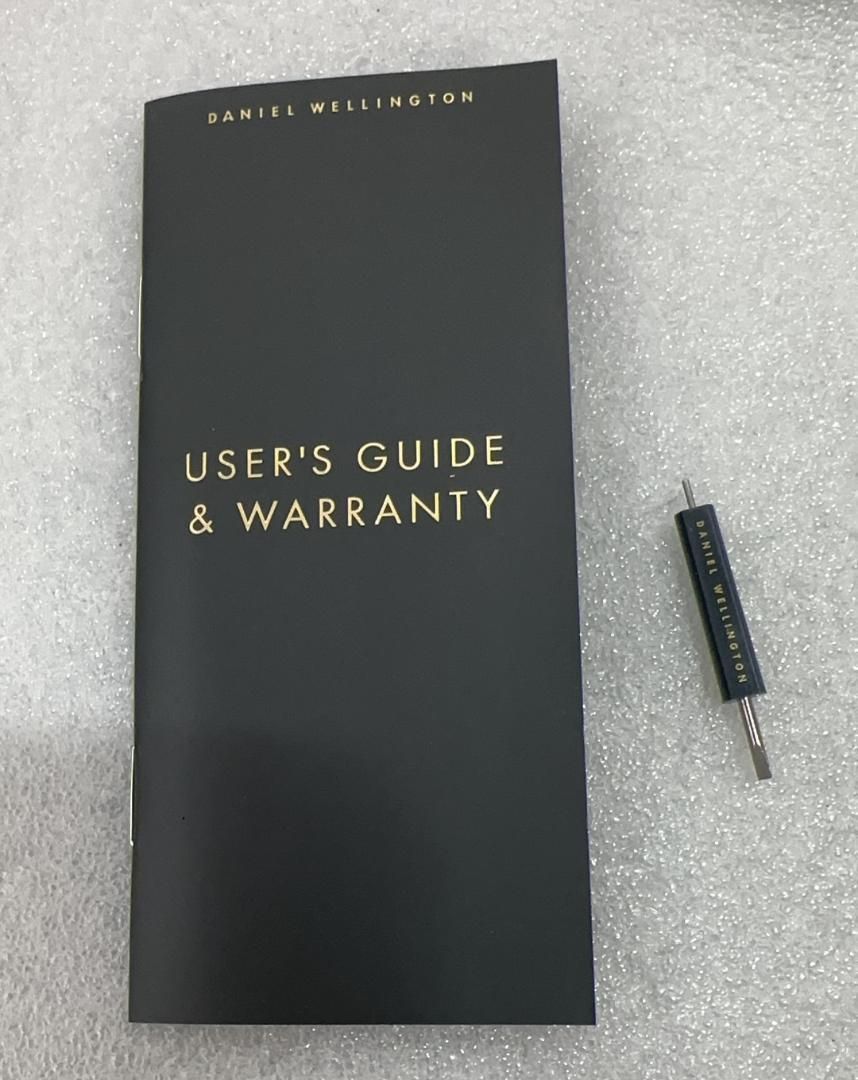 DANIEL WELLINGTON
USER'S GUIDE
& WARRANTY
DANIEL WELLINGTON